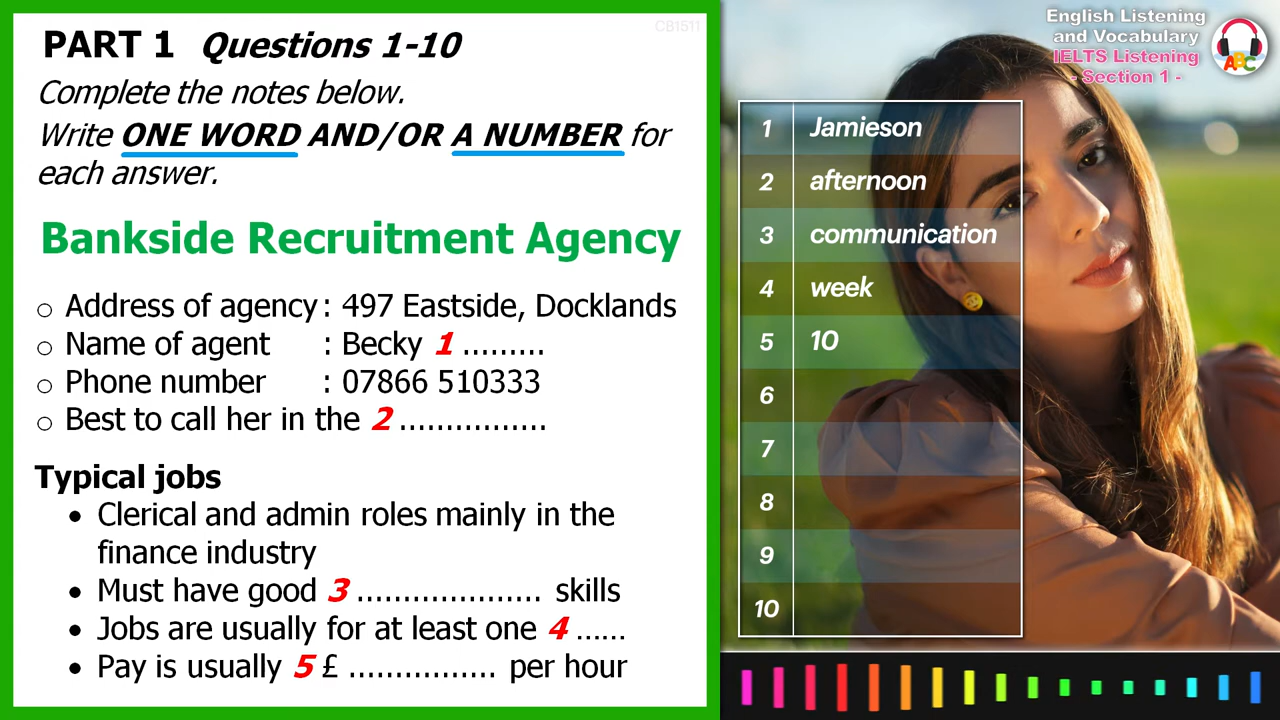 CB1511
PART 1 Questions 1-10
Complete the notes below.
Write ONE WORD AND/OR A NUMBER for
each answer.
Bankside Recruitment Agency
o Address of agency : 497 Eastside, Docklands
o Name of agent : Becky 1 .........
o Phone number : 07866 510333
o Best to call her in the 2 ................
Typical jobs
• Clerical and admin roles mainly in the
finance industry
• Must have good 3 .................... skills
• Jobs are usually for at least one 4 ......
• Pay is usually 5 £ ................ per hour
English Listening
and Vocabulary
IELTS Listening
- Section 1 -
ABC
1 Jamieson
2 afternoon
3 communication
4 week
5 10
6
7
8
9
10